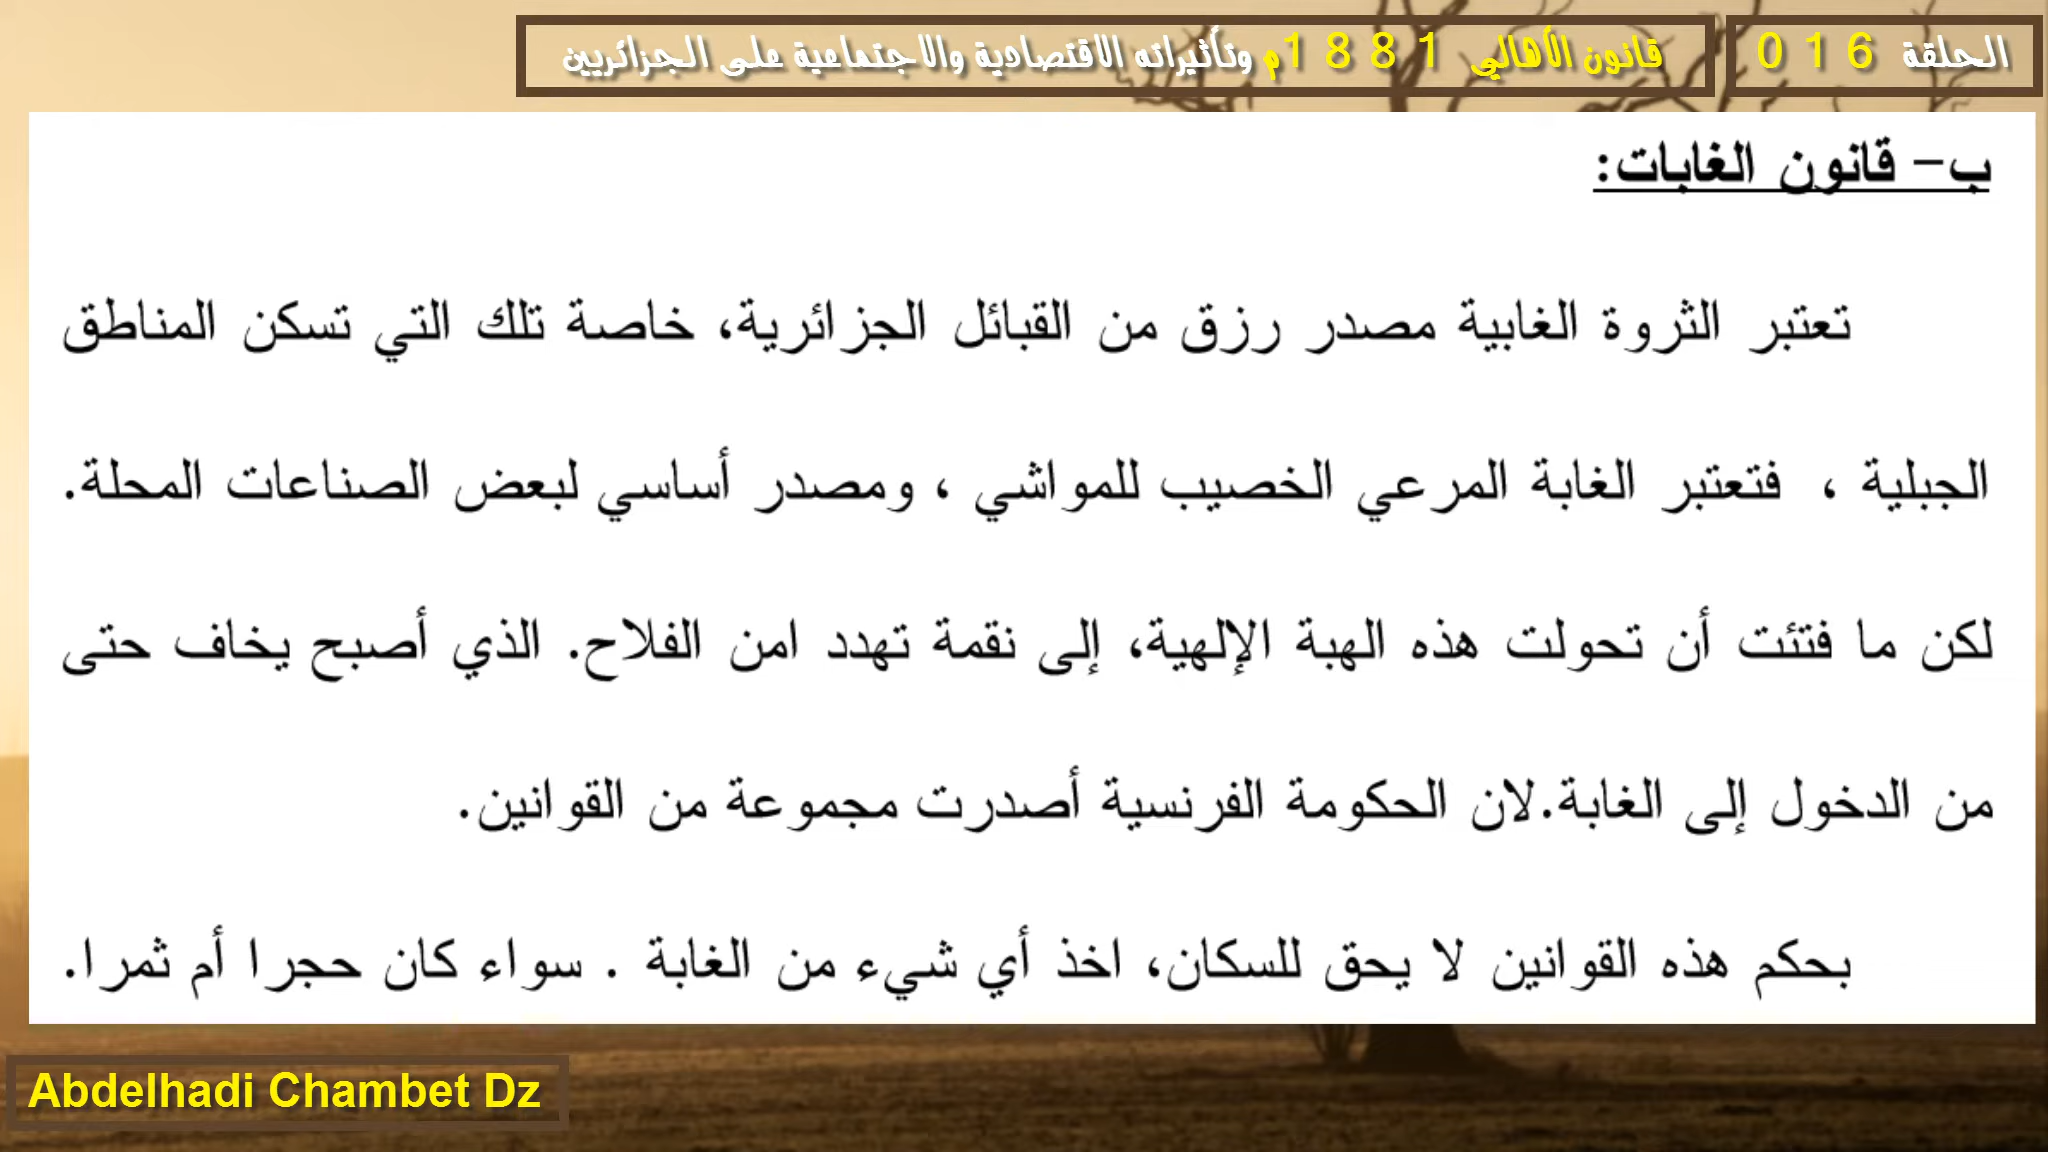 الحلقة 016
قانون الأهالي 1881م وتأثيراته الاقتصادية والاجتماعية على الجزائريين
ب- قانون الغابات:
تعتبر الثروة الغابية مصدر رزق من القبائل الجزائرية، خاصة تلك التي تسكن المناطق
الجبلية ، فتعتبر الغابة المرعي الخصيب للمواشي ، ومصدر أساسي لبعض الصناعات المحلة.
لكن ما فتئت أن تحولت هذه الهبة الإلهية، إلى نقمة تهدد امن الفلاح. الذي أصبح يخاف حتى
من الدخول إلى الغابة.لان الحكومة الفرنسية أصدرت مجموعة من القوانين.
بحكم هذه القوانين لا يحق للسكان، اخذ أي شيء من الغابة . سواء كان حجرا أم ثمرا.
Abdelhadi Chambet Dz